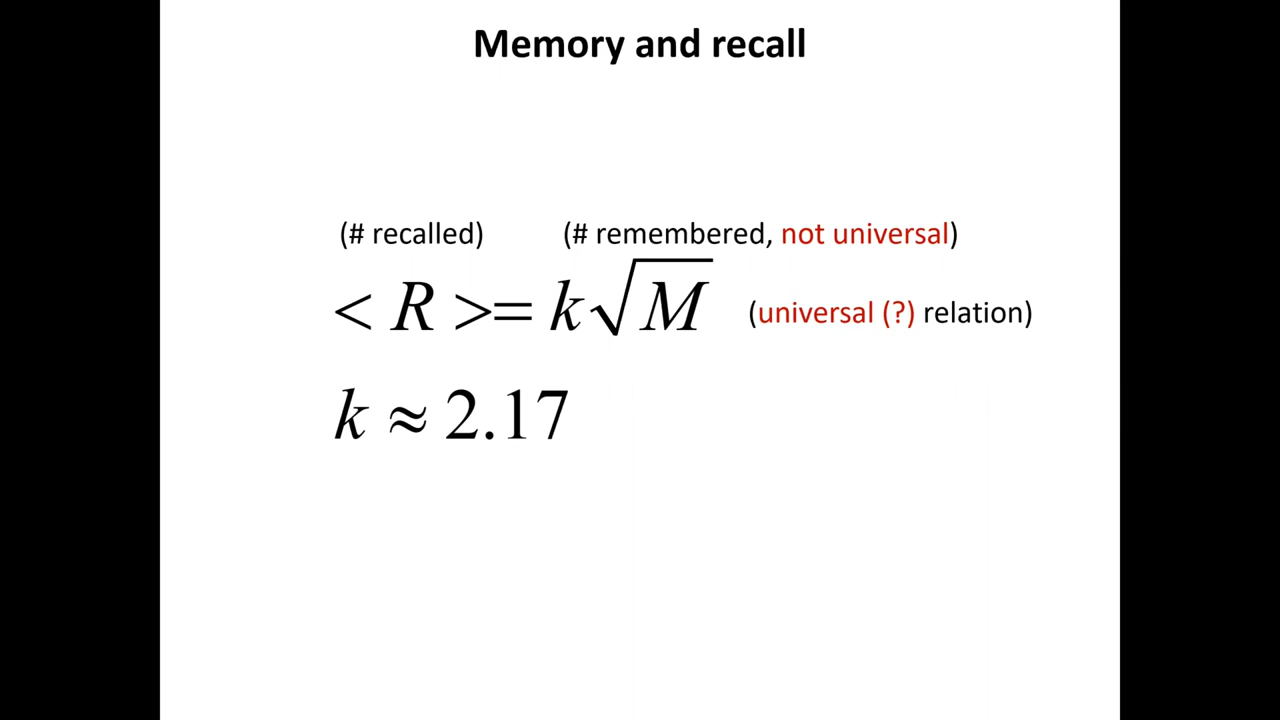 Memory and recall
(# recalled) (# remembered, not universal)
< R >= k√M (universal (?) relation)
k ≈ 2.17